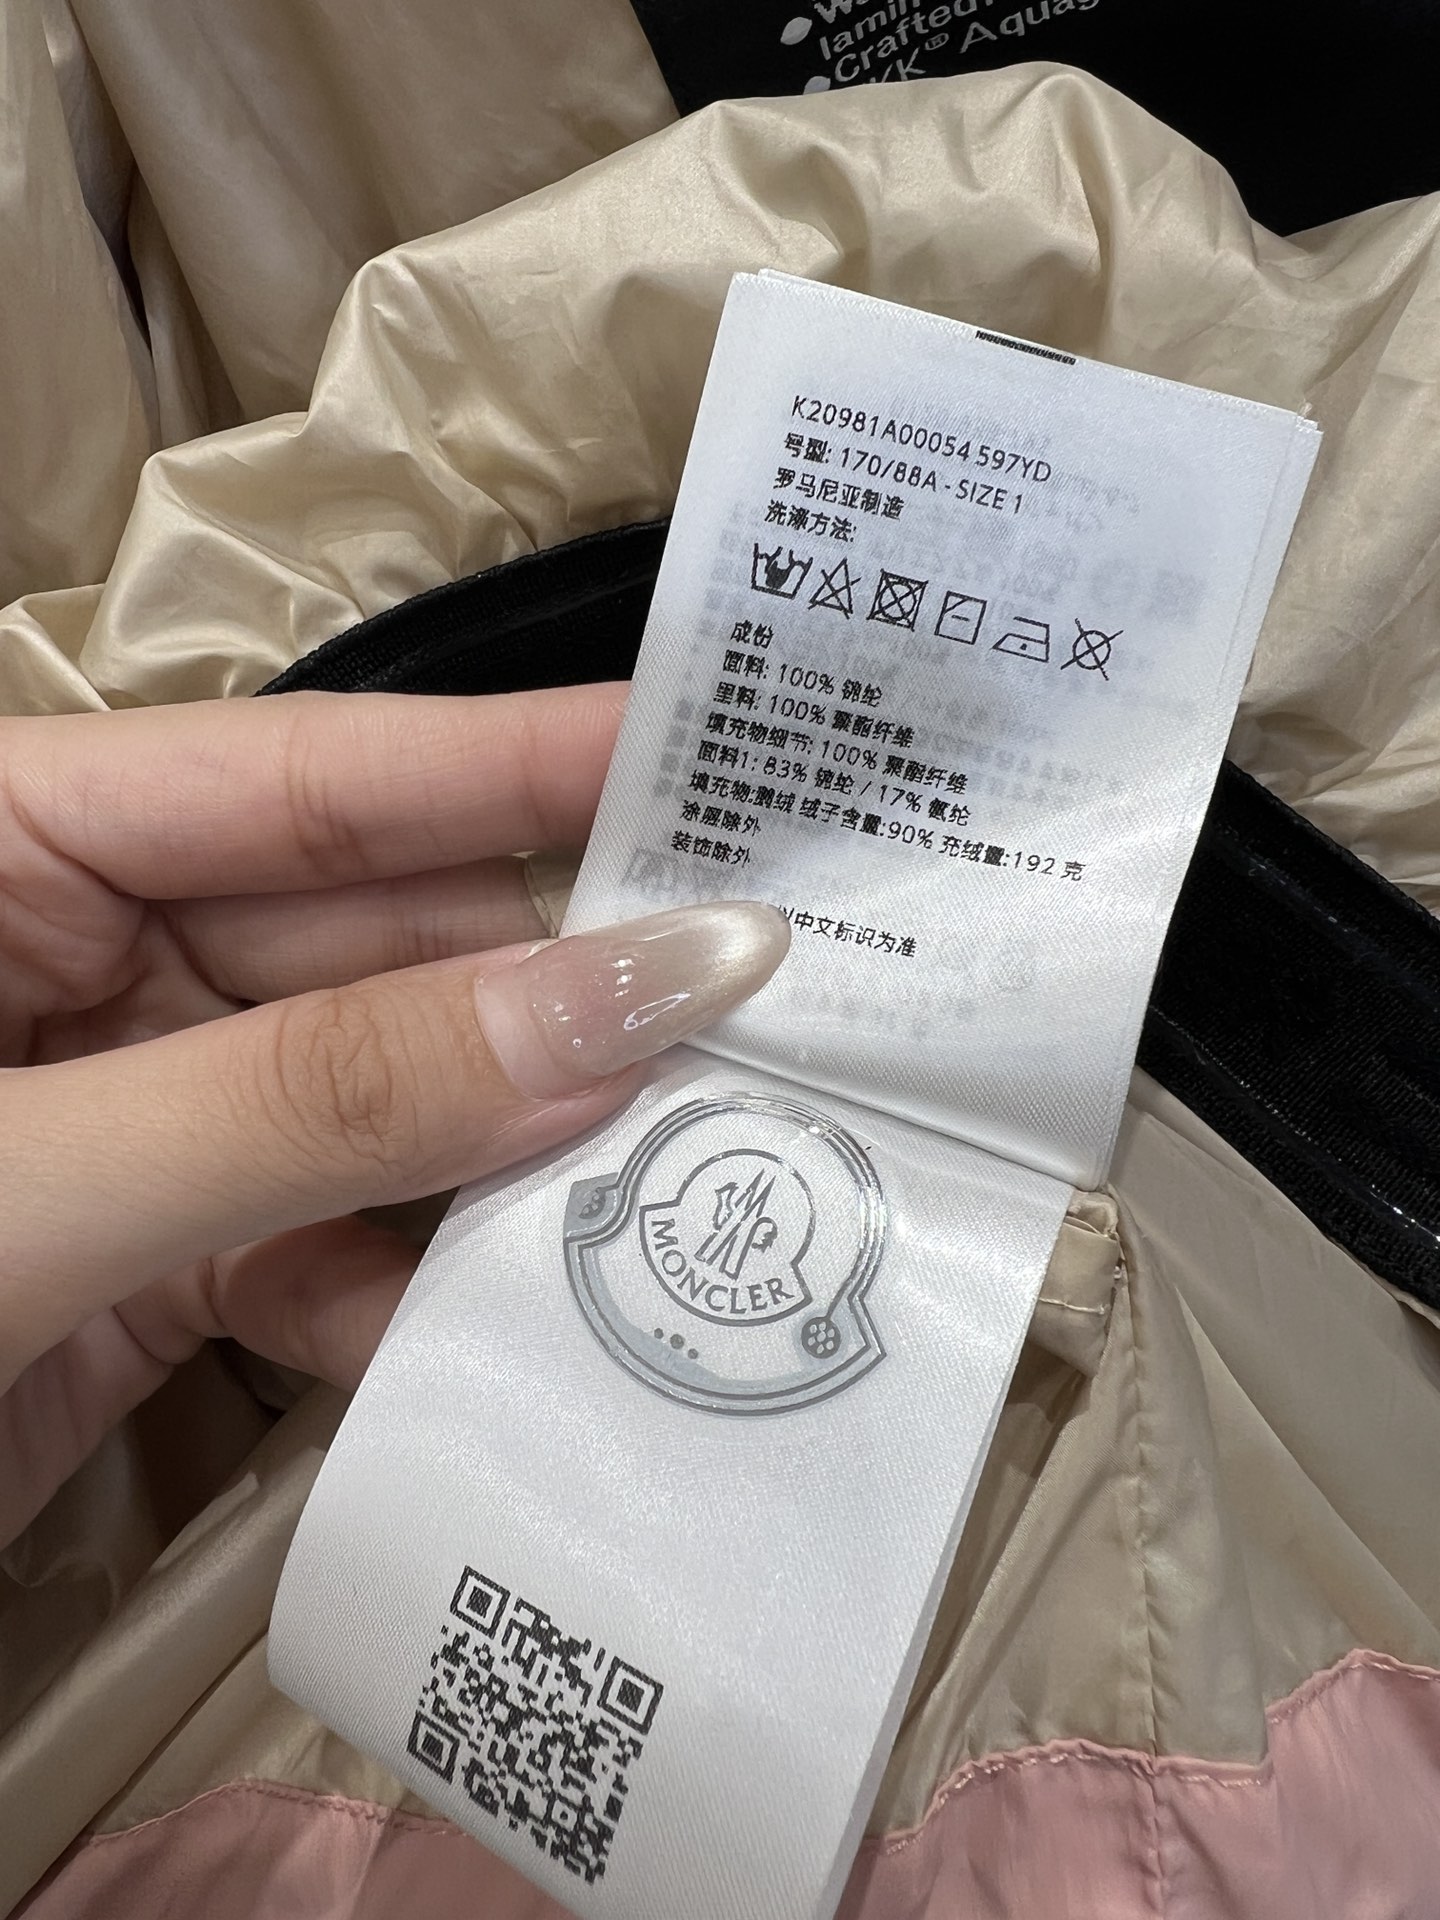 lamin
Crafted
KK® Aquag
K20981A00054 597YD
号型: 170/88A - SIZE 1
罗马尼亚制造
洗涤方法:
成份
面料: 100% 锦纶
里料: 100% 聚酯纤维
填充物细节: 100% 聚酯纤维
面料1: 83% 锦纶 / 17% 氨纶
填充物:鹅绒 绒子含量:90% 充绒量:192 克
涂层除外
装饰除外
以中文标识为准
MONCLER